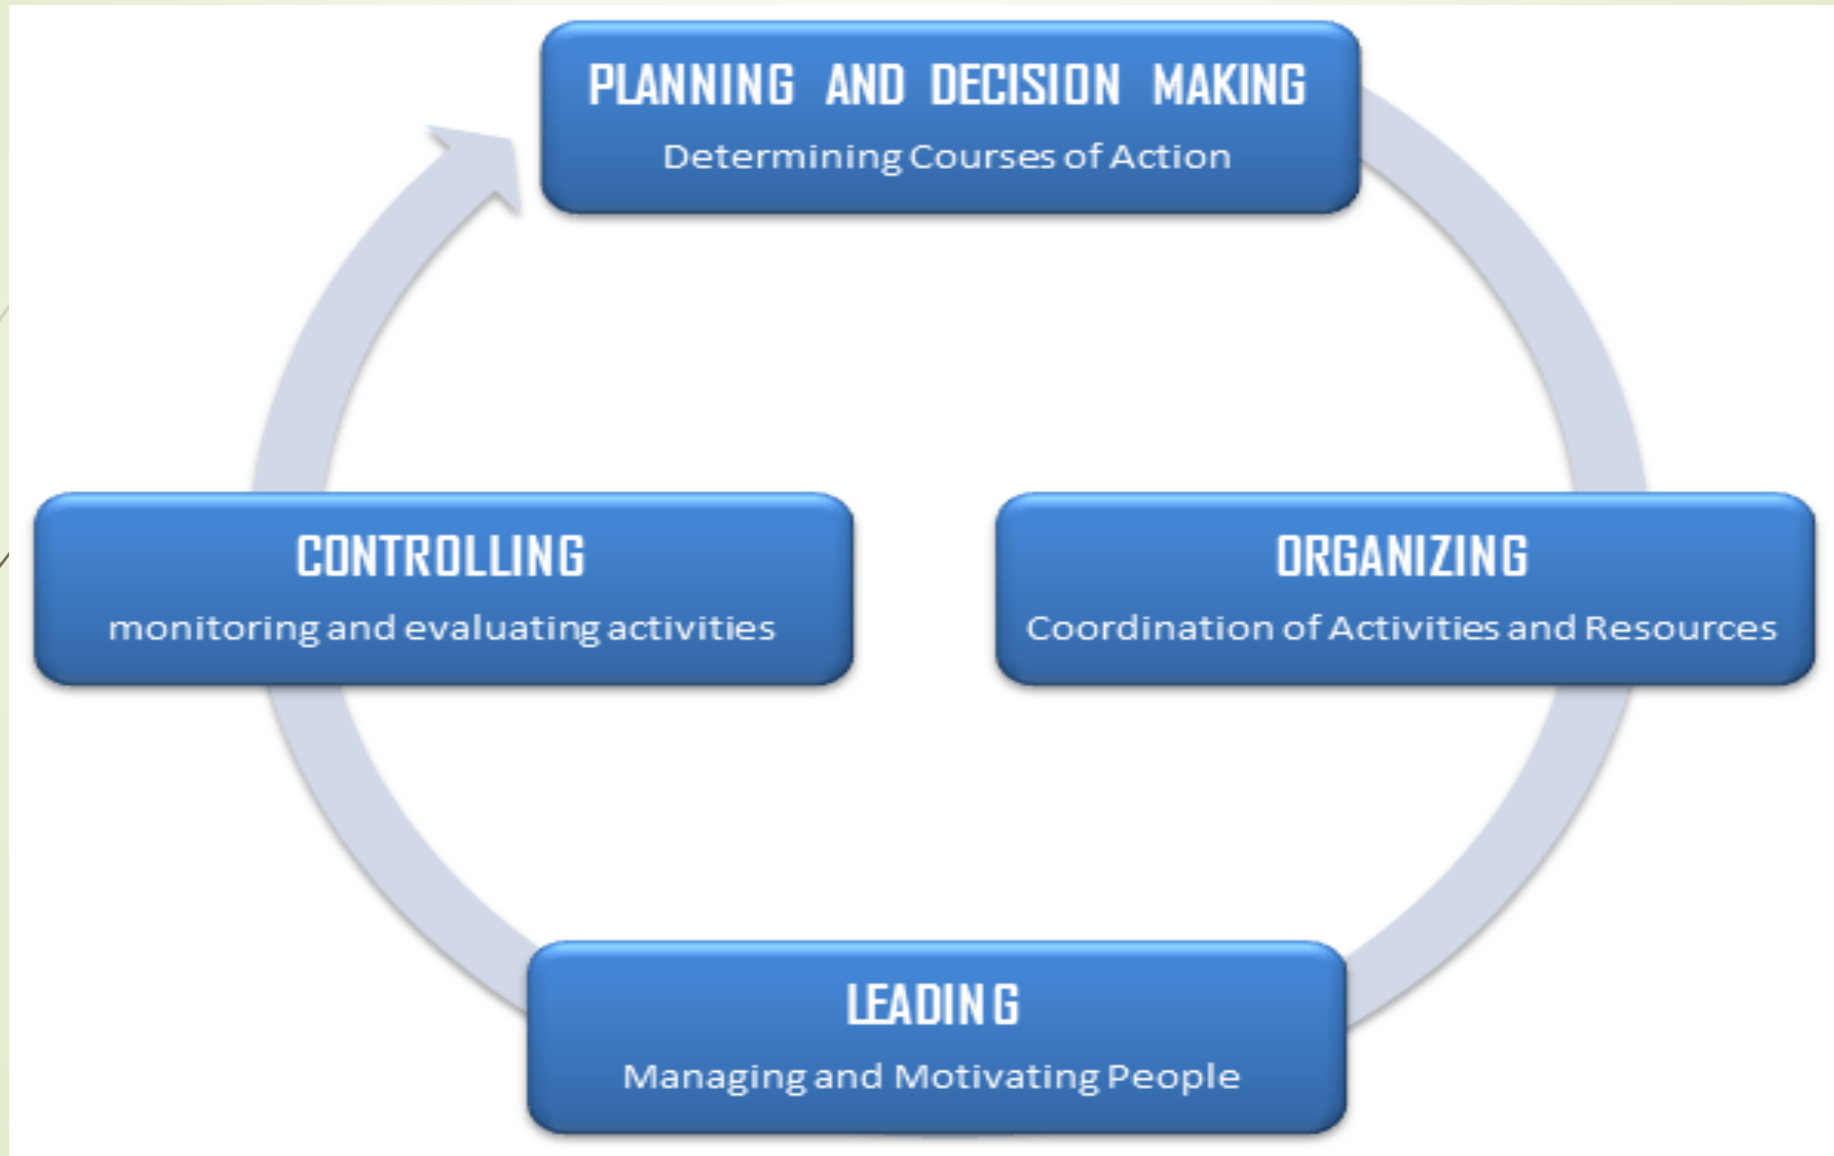 PLANNING AND DECISION MAKING
Determining Courses of Action
ORGANIZING
Coordination of Activities and Resources
LEADING
Managing and Motivating People
CONTROLLING
monitoring and evaluating activities